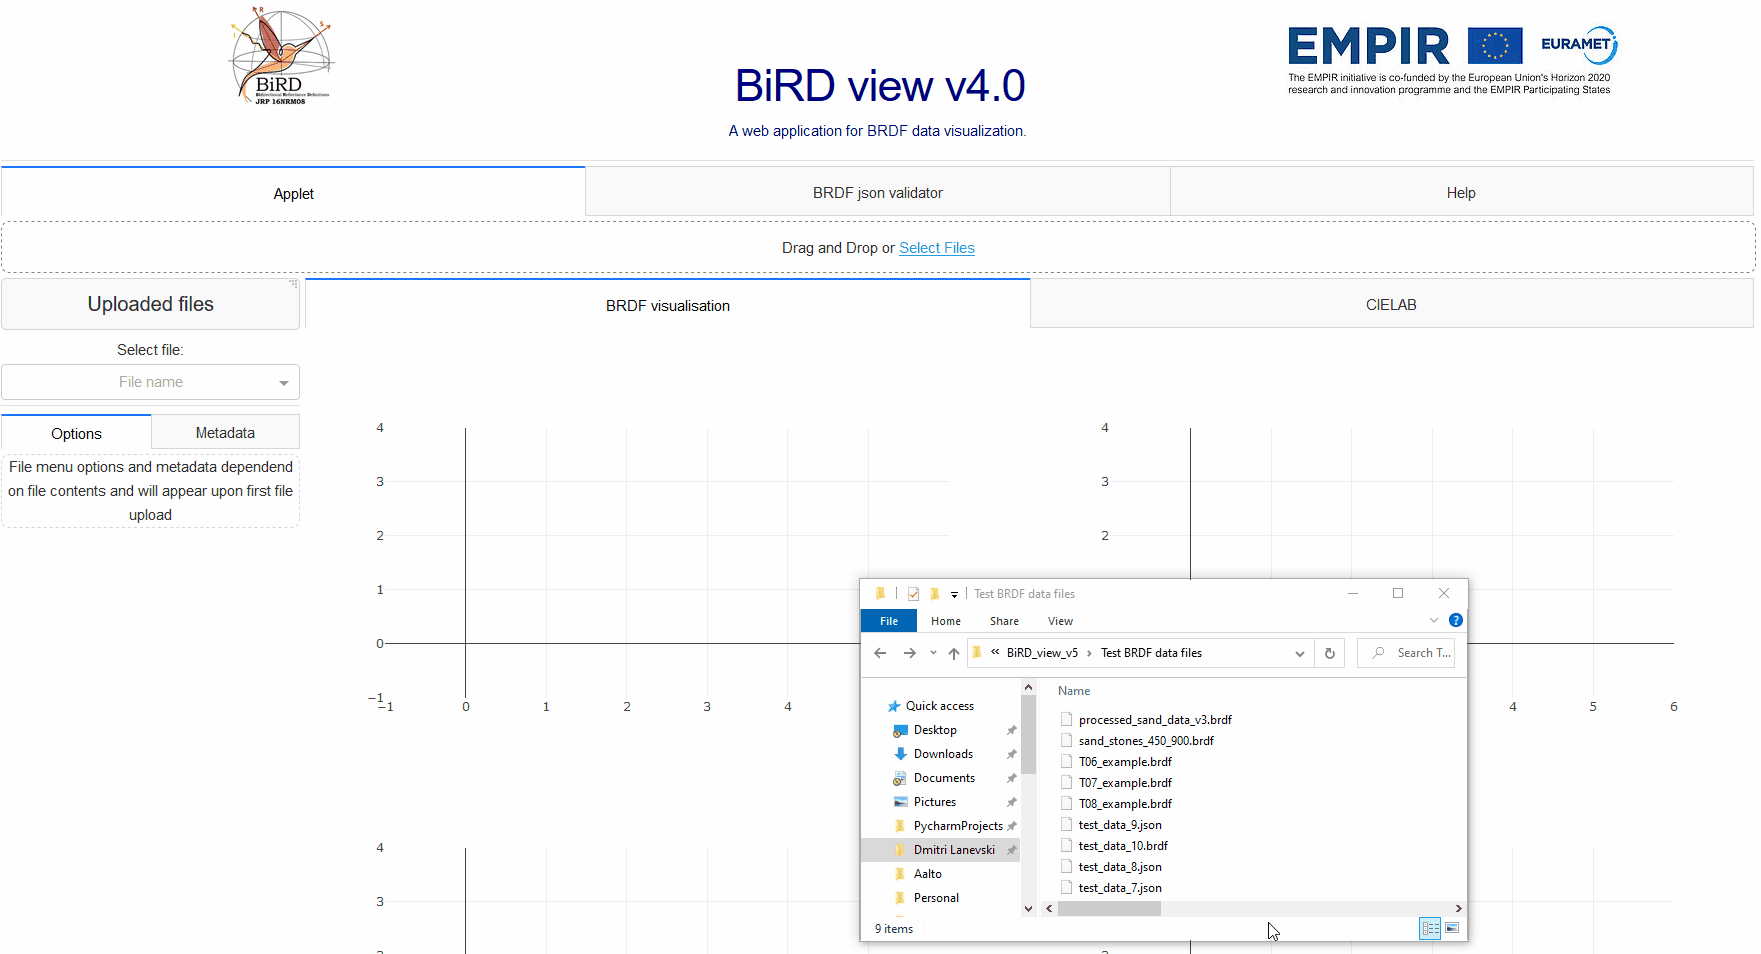 R
S
I
BiRD
Bidirectional Reflectance Definitions
JRP 16NRM08
BiRD view v4.0
A web application for BRDF data visualization.
EMPIR
EURAMET
The EMPIR initiative is co-funded by the European Union's Horizon 2020
research and innovation programme and the EMPIR Participating States
Applet
BRDF json validator
Help
Drag and Drop or Select Files
Uploaded files
BRDF visualisation
CIELAB
Select file:
File name
Options
Metadata
File menu options and metadata dependend
on file contents and will appear upon first file
upload
4
3
2
1
0
−1
−1
0
1
2
3
4
4
3
2
4
5
6
4
3
2
2
Test BRDF data files
File
Home
Share
View
?
« BiRD_view_v5 › Test BRDF data files
Search T...
Quick access
Desktop
Downloads
Documents
Pictures
PycharmProjects
Dmitri Lanevski
Aalto
Personal
Name
processed_sand_data_v3.brdf
sand_stones_450_900.brdf
T06_example.brdf
T07_example.brdf
T08_example.brdf
test_data_9.json
test_data_10.brdf
test_data_8.json
test_data_7.json
9 items